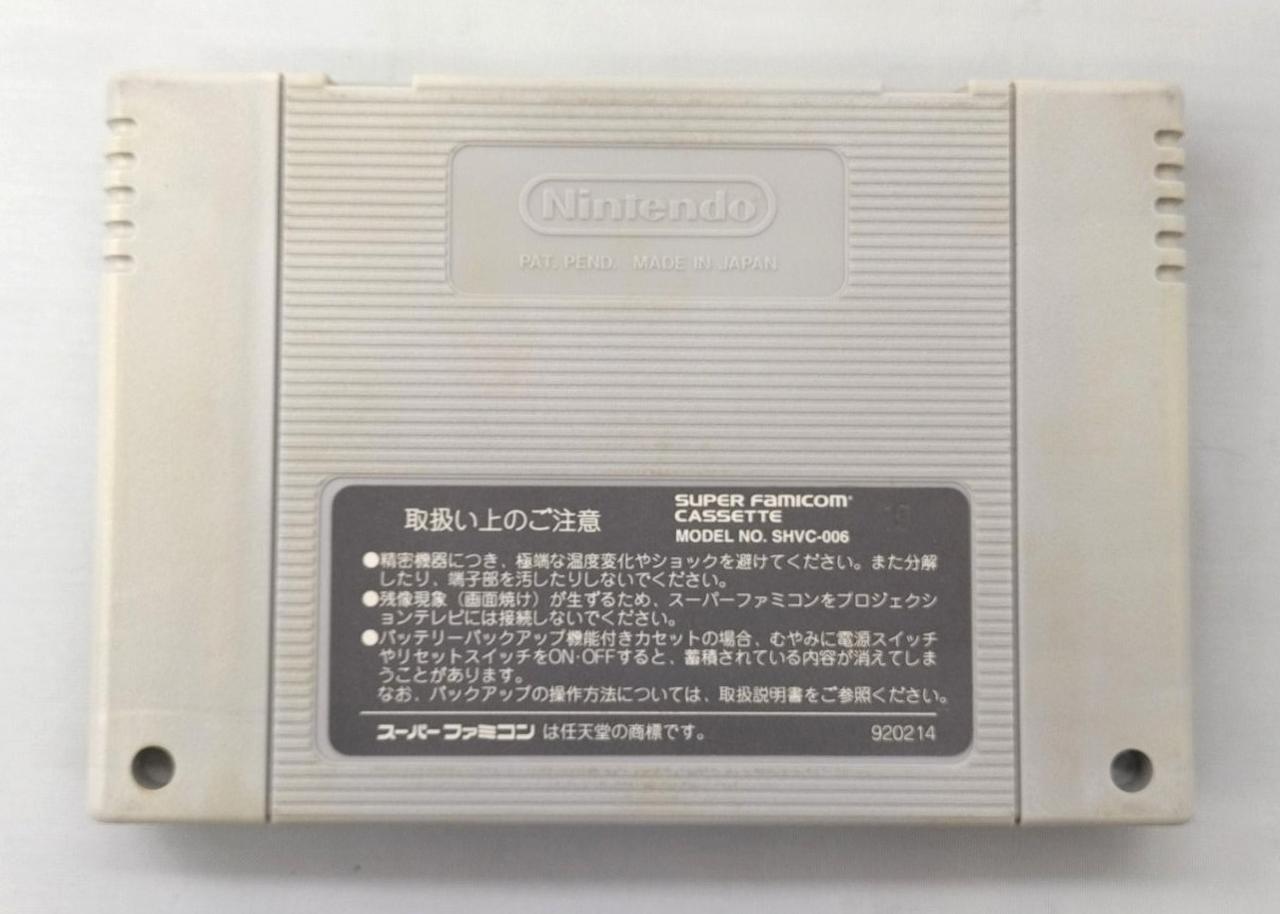 Nintendo
PAT. PEND. MADE IN JAPAN
取扱い上のご注意
SUPER FAMICOM
CASSETTE
MODEL NO. SHVC-006
●精密機器につき、極端な温度変化やショックを避けてください。また分解
したり、端子部を汚したりしないでください。
●残像現象（画面焼け）が生ずるため、スーパーファミコンをプロジェクシ
ョンテレビには接続しないでください。
●バッテリーバックアップ機能付きカセットの場合、むやみに電源スイッチ
やリセットスイッチをON·OFFすると、蓄積されている内容が消えてしま
うことがあります。
なお、バックアップの操作方法については、取扱説明書をご参照ください。
スーパーファミコンは任天堂の商標です。
920214